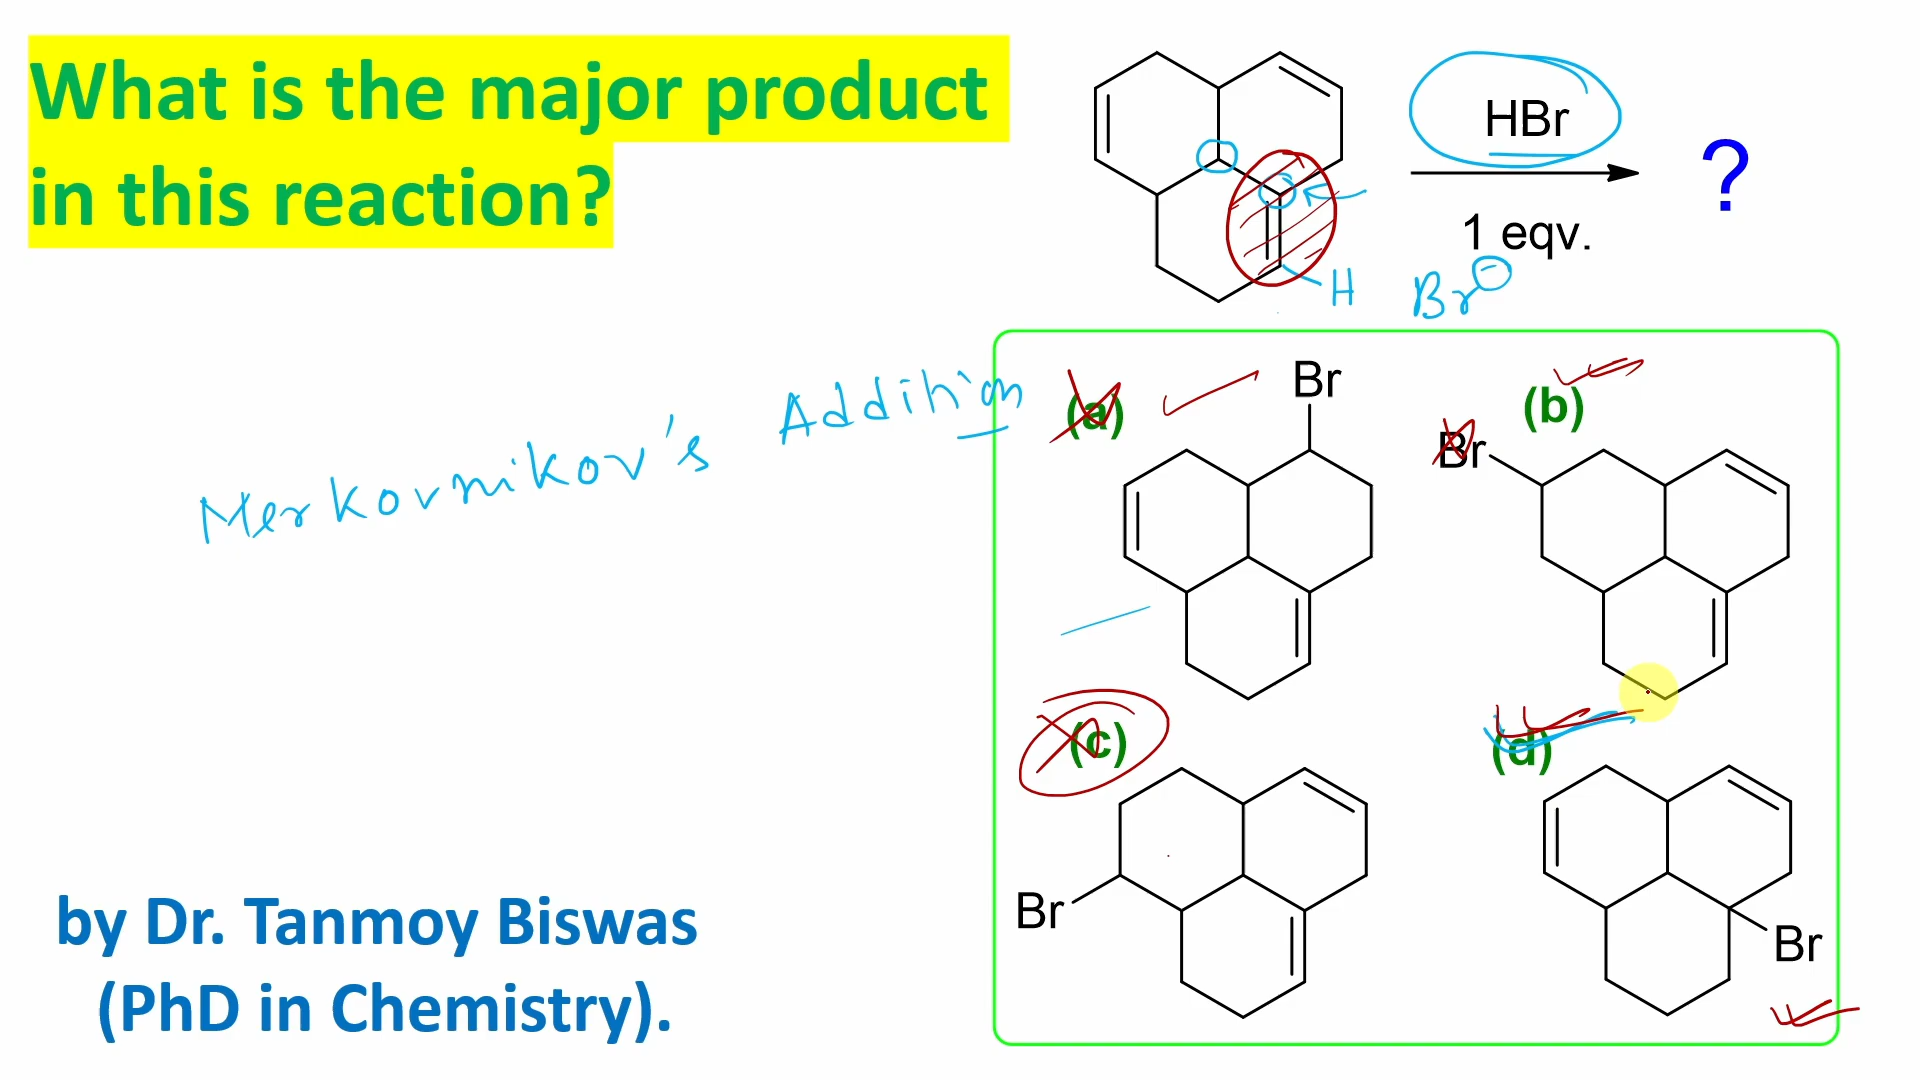 What is the major product
in this reaction?
HBr
1 eqv.
?
H
Br⊖
Merkovnikov's Addition
(a)
Br
(b)
Br
(c)
Br
(d)
Br
by Dr. Tanmoy Biswas
(PhD in Chemistry).